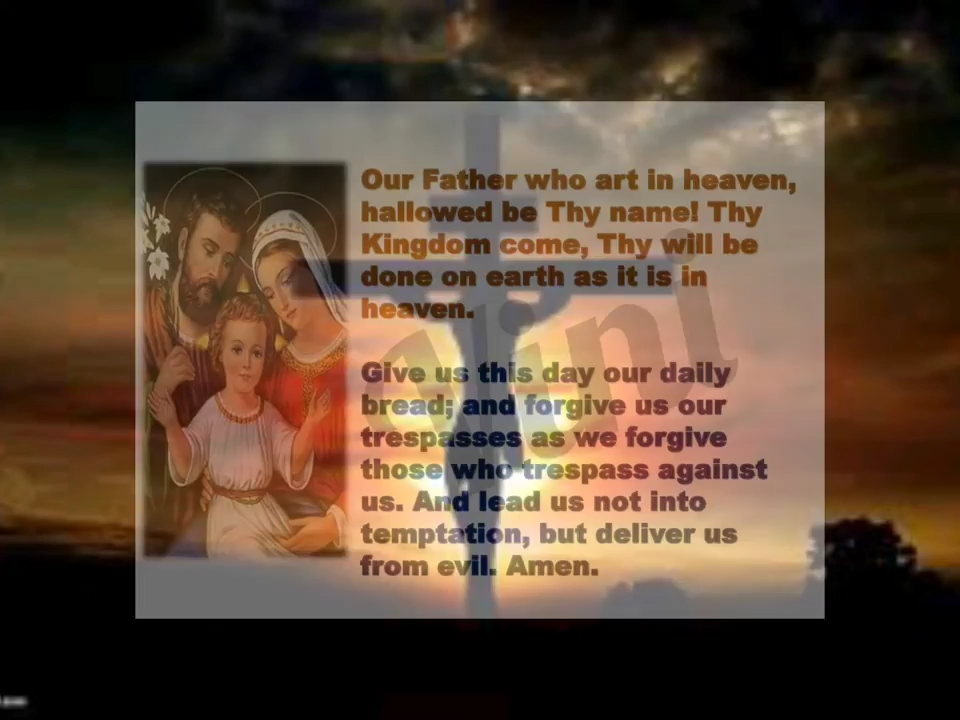 Our Father who art in heaven,
hallowed be Thy name! Thy
Kingdom come, Thy will be
done on earth as it is in
heaven.
Give us this day our daily
bread; and forgive us our
trespasses as we forgive
those who trespass against
us. And lead us not into
temptation, but deliver us
from evil. Amen.